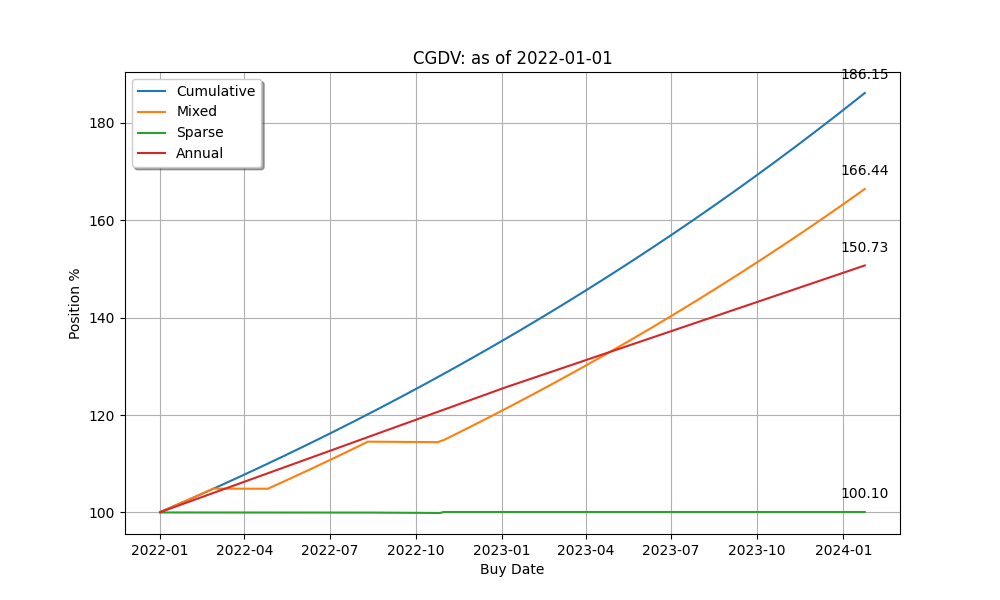 CGDV: as of 2022-01-01
Cumulative
Mixed
Sparse
Annual
186.15
166.44
150.73
100.10
180
160
140
120
100
Position %
2022-01 2022-04 2022-07 2022-10 2023-01 2023-04 2023-07 2023-10 2024-01
Buy Date